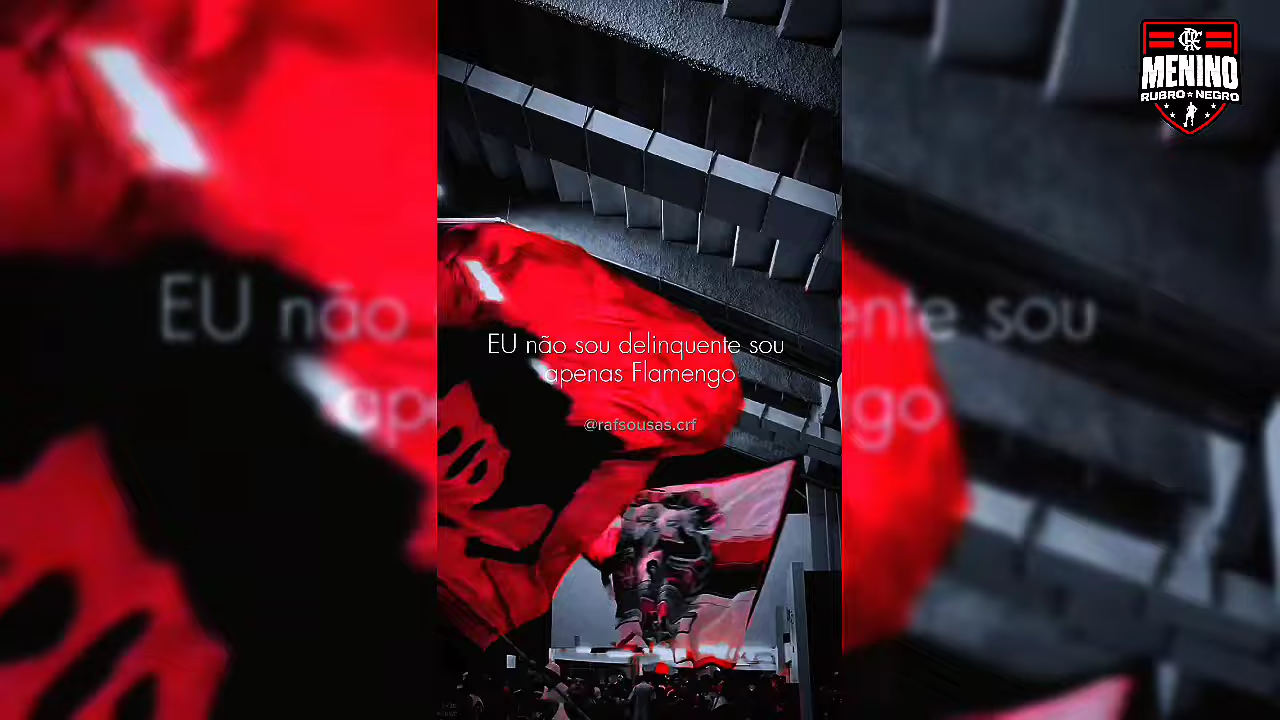 MENINO
RUBRO NEGRO
EU não sou delinquente sou
apenas Flamengo
@rafsousas.crf